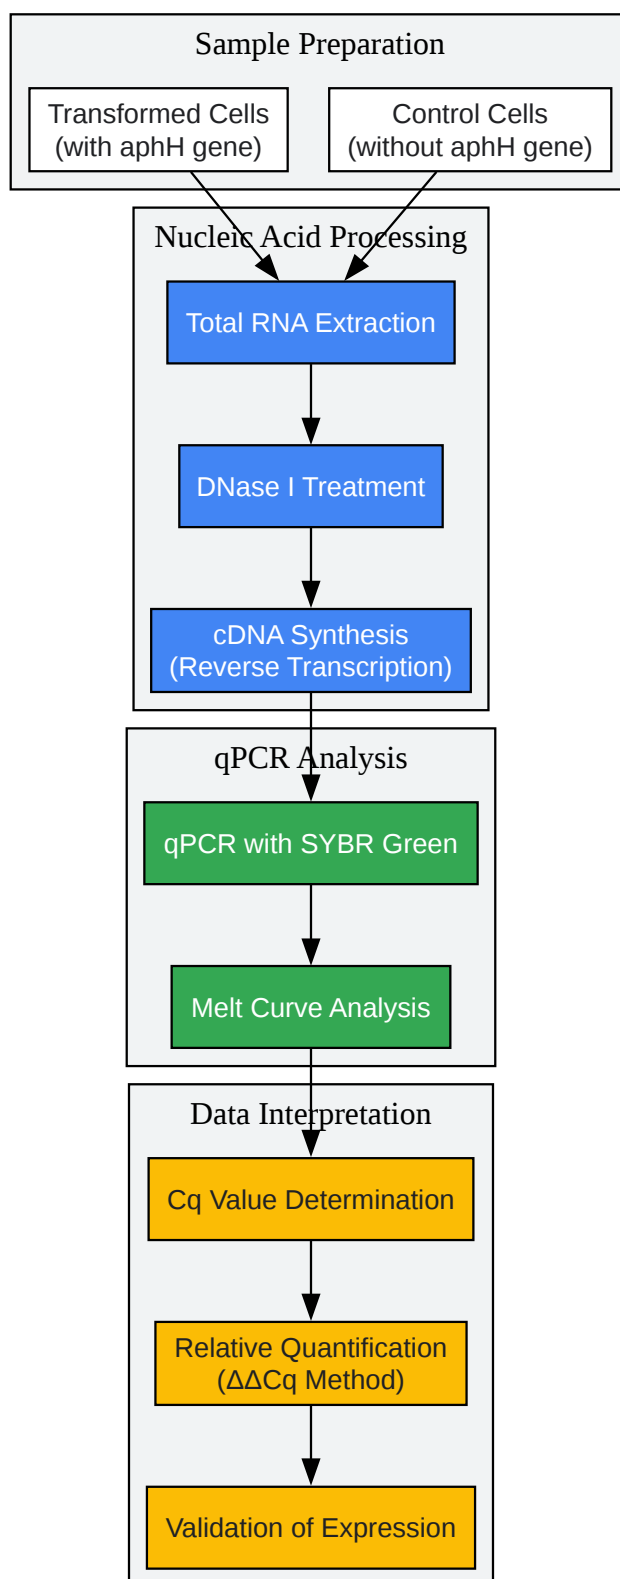 Sample Preparation
Transformed Cells
(with aphH gene)
Control Cells
(without aphH gene)
Nucleic Acid Processing
Total RNA Extraction
DNase I Treatment
cDNA Synthesis
(Reverse Transcription)
qPCR Analysis
qPCR with SYBR Green
Melt Curve Analysis
Data Interpretation
Cq Value Determination
Relative Quantification
(ΔΔCq Method)
Validation of Expression